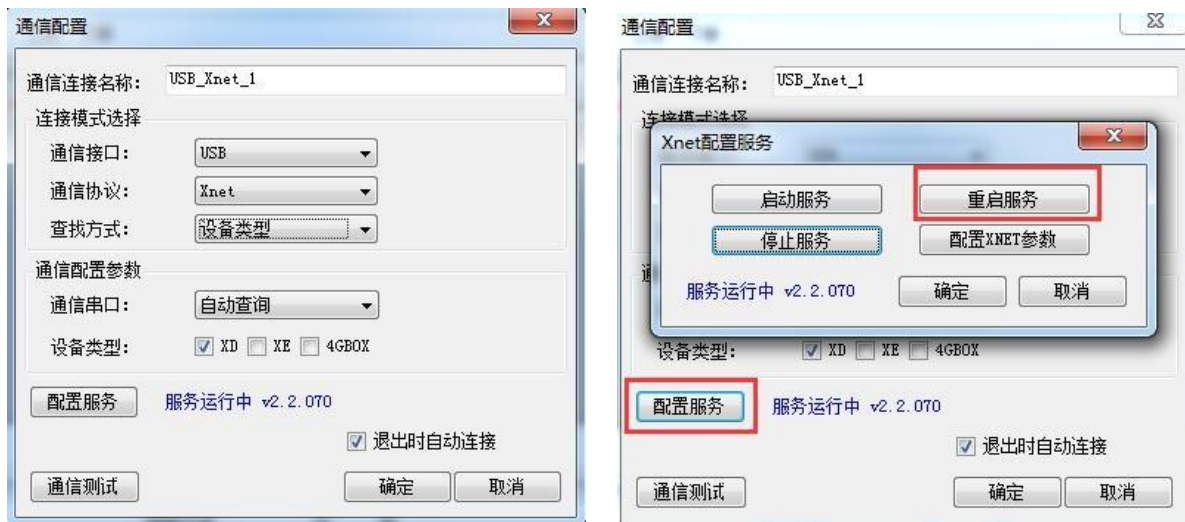 通信配置
通信连接名称： USB_Xnet_1
连接模式选择
通信接口： USB
通信协议： Xnet
查找方式： 设备类型
通信配置参数
通信串口： 自动查询
设备类型： XD XE 4GBOX
配置服务 服务运行中 v2.2.070
退出时自动连接
通信测试 确定 取消
通信配置
通信连接名称： USB_Xnet_1
连接模式选择
Xnet配置服务
启动服务 重启服务
停止服务 配置XNET参数
服务运行中 v2.2.070 确定 取消
通
设备类型： XD XE 4GBOX
配置服务 服务运行中 v2.2.070
退出时自动连接
通信测试 确定 取消